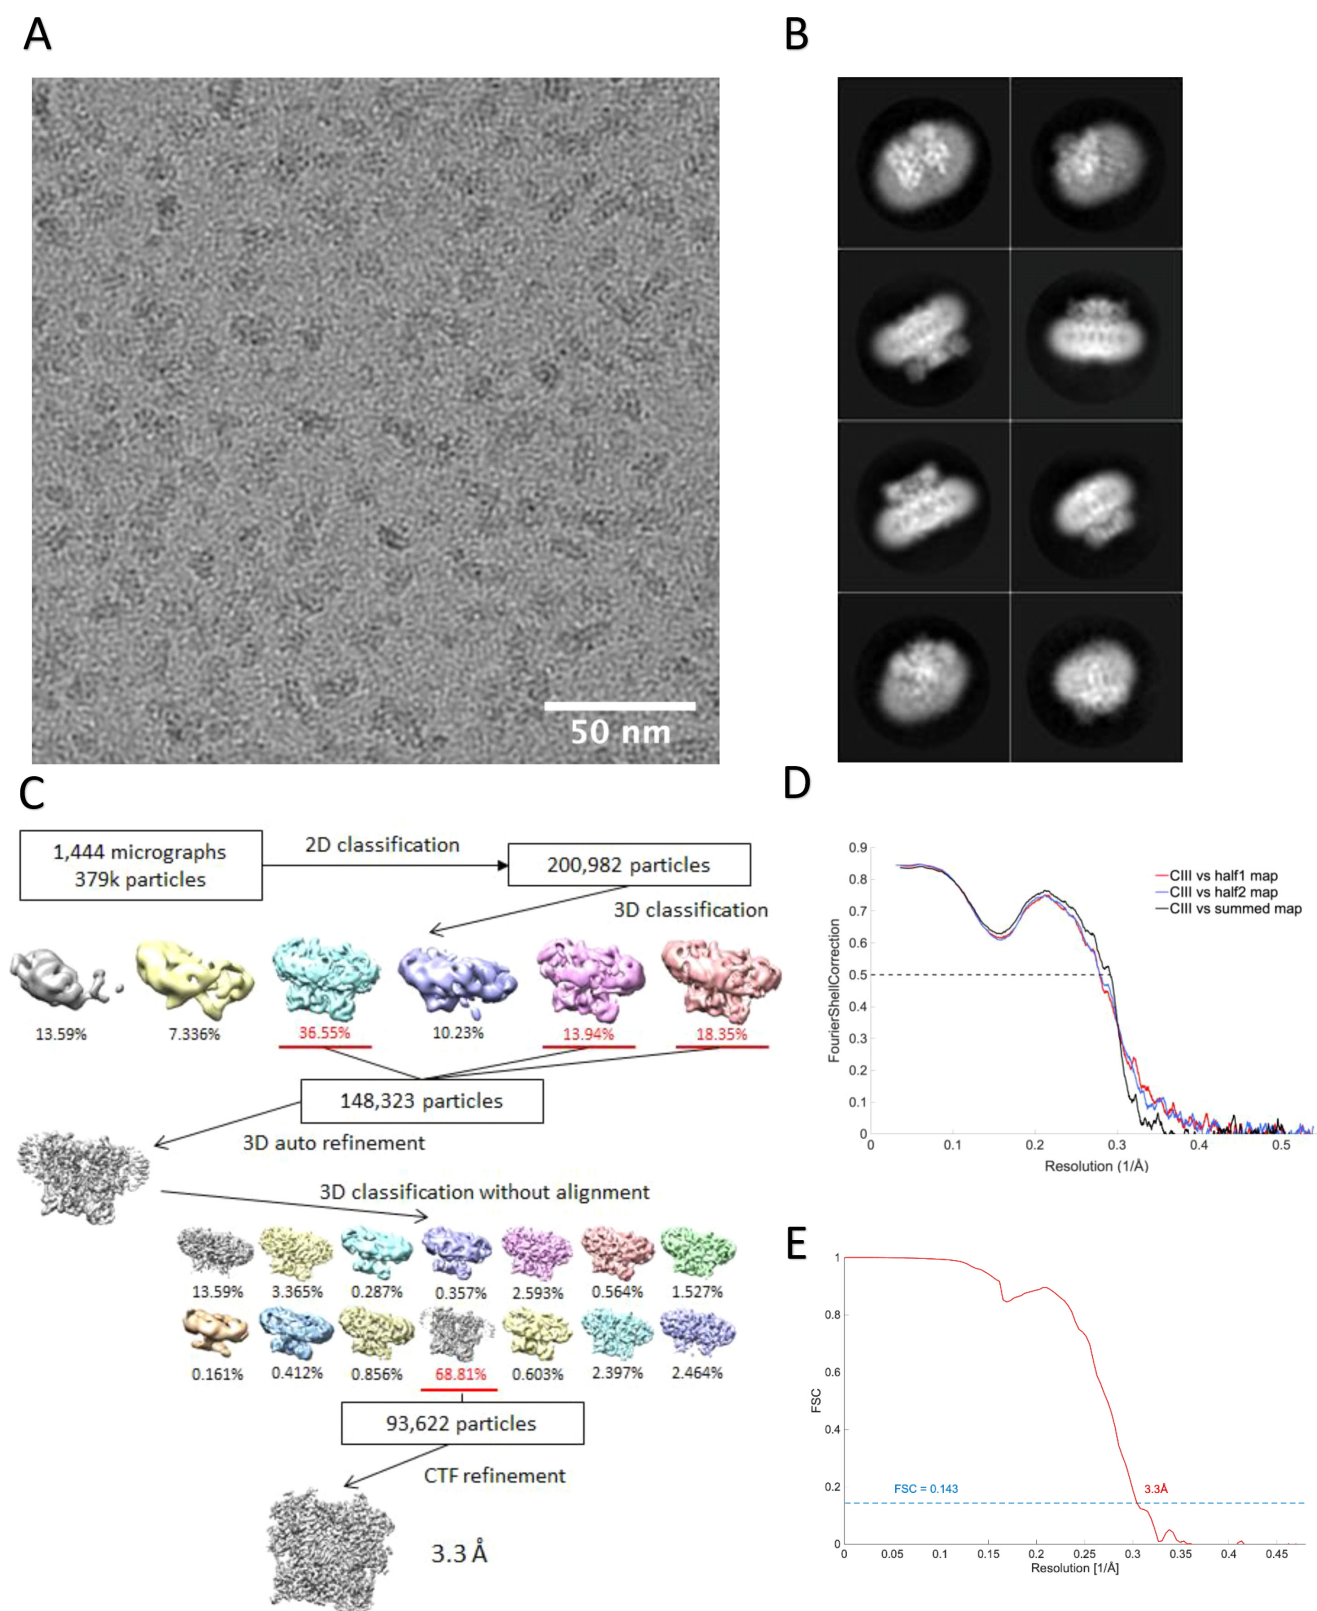 A
B
50 nm
C
1,444 micrographs
379k particles
2D classification
200,982 particles
3D classification
13.59%
7.336%
36.55%
10.23%
13.94%
18.35%
148,323 particles
3D auto refinement
3D classification without alignment
13.59%
3.365%
0.287%
0.357%
2.593%
0.564%
1.527%
0.161%
0.412%
0.856%
68.81%
0.603%
2.397%
2.464%
93,622 particles
CTF refinement
3.3 Å
D
0.9
0.8
0.7
0.6
0.5
0.4
0.3
0.2
0.1
0
FourierShellCorrection
CIII vs half1 map
CIII vs half2 map
CIII vs summed map
0
0.1
0.2
0.3
0.4
0.5
Resolution (1/Å)
E
1
0.8
0.6
0.4
0.2
0
FSC
FSC = 0.143
3.3Å
0
0.05
0.1
0.15
0.2
0.25
0.3
0.35
0.4
0.45
Resolution [1/Å]